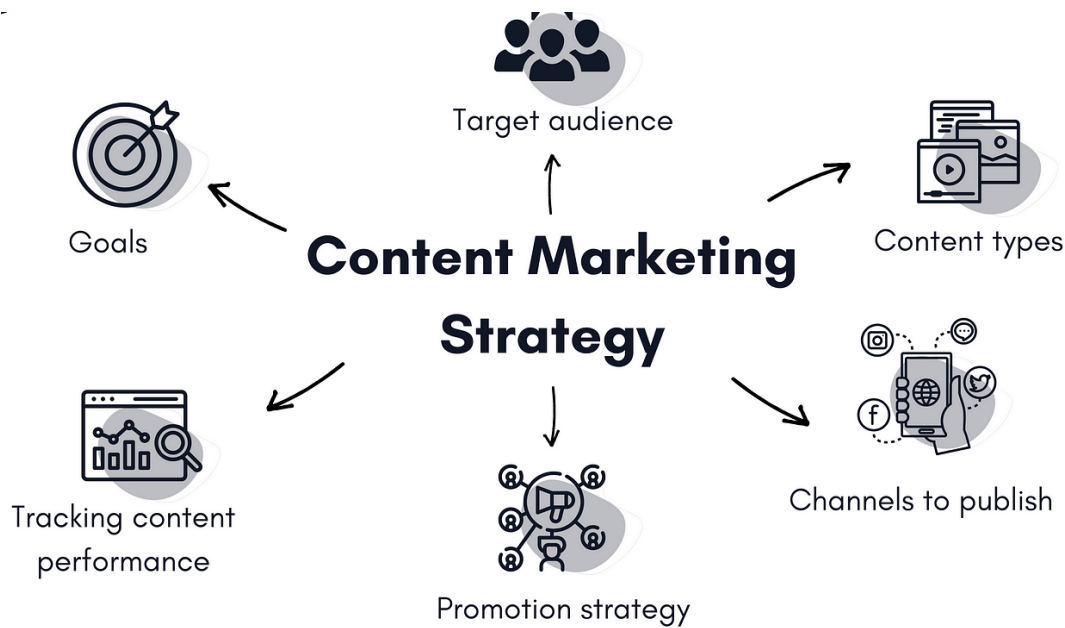 Target audience
Goals
Content types
Content Marketing
Strategy
Tracking content
performance
Channels to publish
Promotion strategy